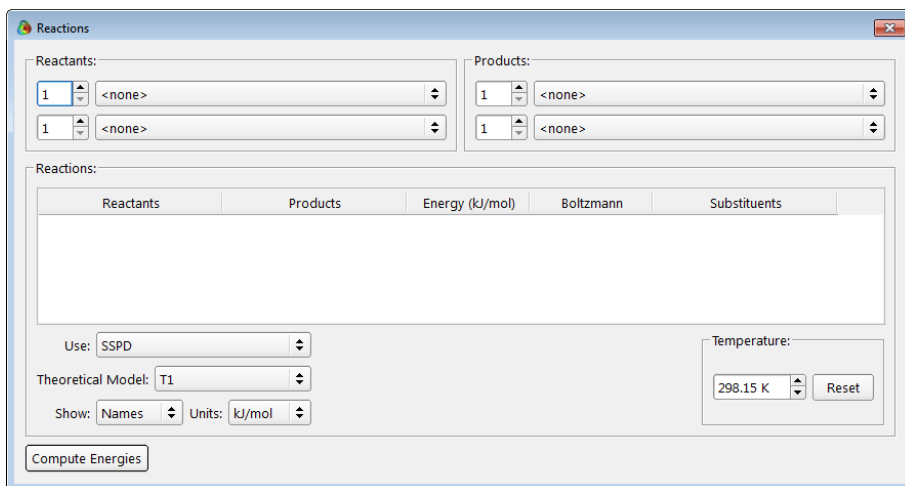 Reactions
Reactants: Products:
1 <none> 1 <none>
1 <none> 1 <none>
Reactions:
Reactants Products Energy (kJ/mol) Boltzmann Substituents
Use: SSPD Temperature:
Theoretical Model: T1 298.15 K Reset
Show: Names Units: kJ/mol
Compute Energies